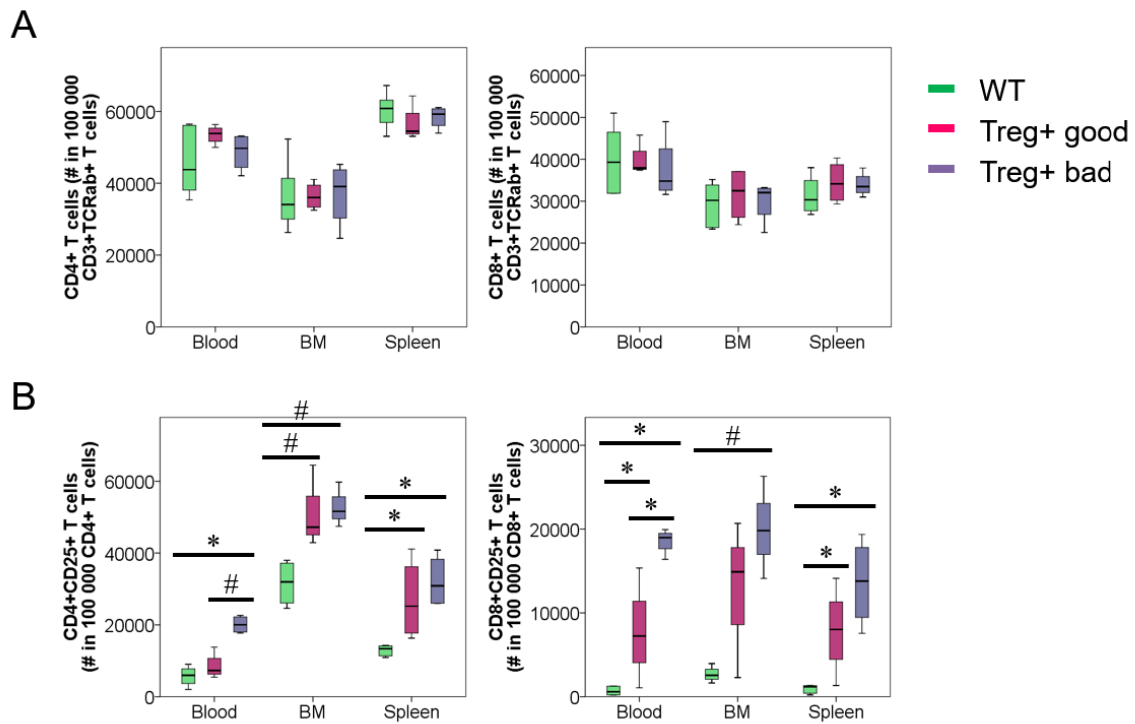 A
CD4+ T cells (# in 100 000
CD3+TCRab+ T cells)
60000
40000
20000
0
Blood BM Spleen
CD8+ T cells (# in 100 000
CD3+TCRab+ T cells)
60000
50000
40000
30000
20000
10000
0
Blood BM Spleen
WT
Treg+ good
Treg+ bad
B
CD4+CD25+ T cells
(# in 100 000 CD4+ T cells)
60000
40000
20000
0
*
#
#
#
*
*
Blood BM Spleen
CD8+CD25+ T cells
(# in 100 000 CD8+ T cells)
30000
20000
10000
0
*
*
*
#
*
*
Blood BM Spleen